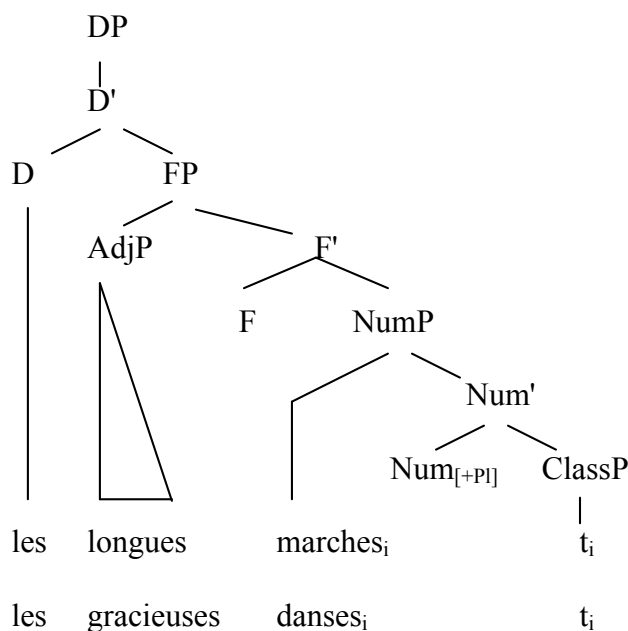 DP
D'
D FP
AdjP F'
F NumP
Num'
Num[+Pl] ClassP
les longues marchesi ti
les gracieuses dansesi ti